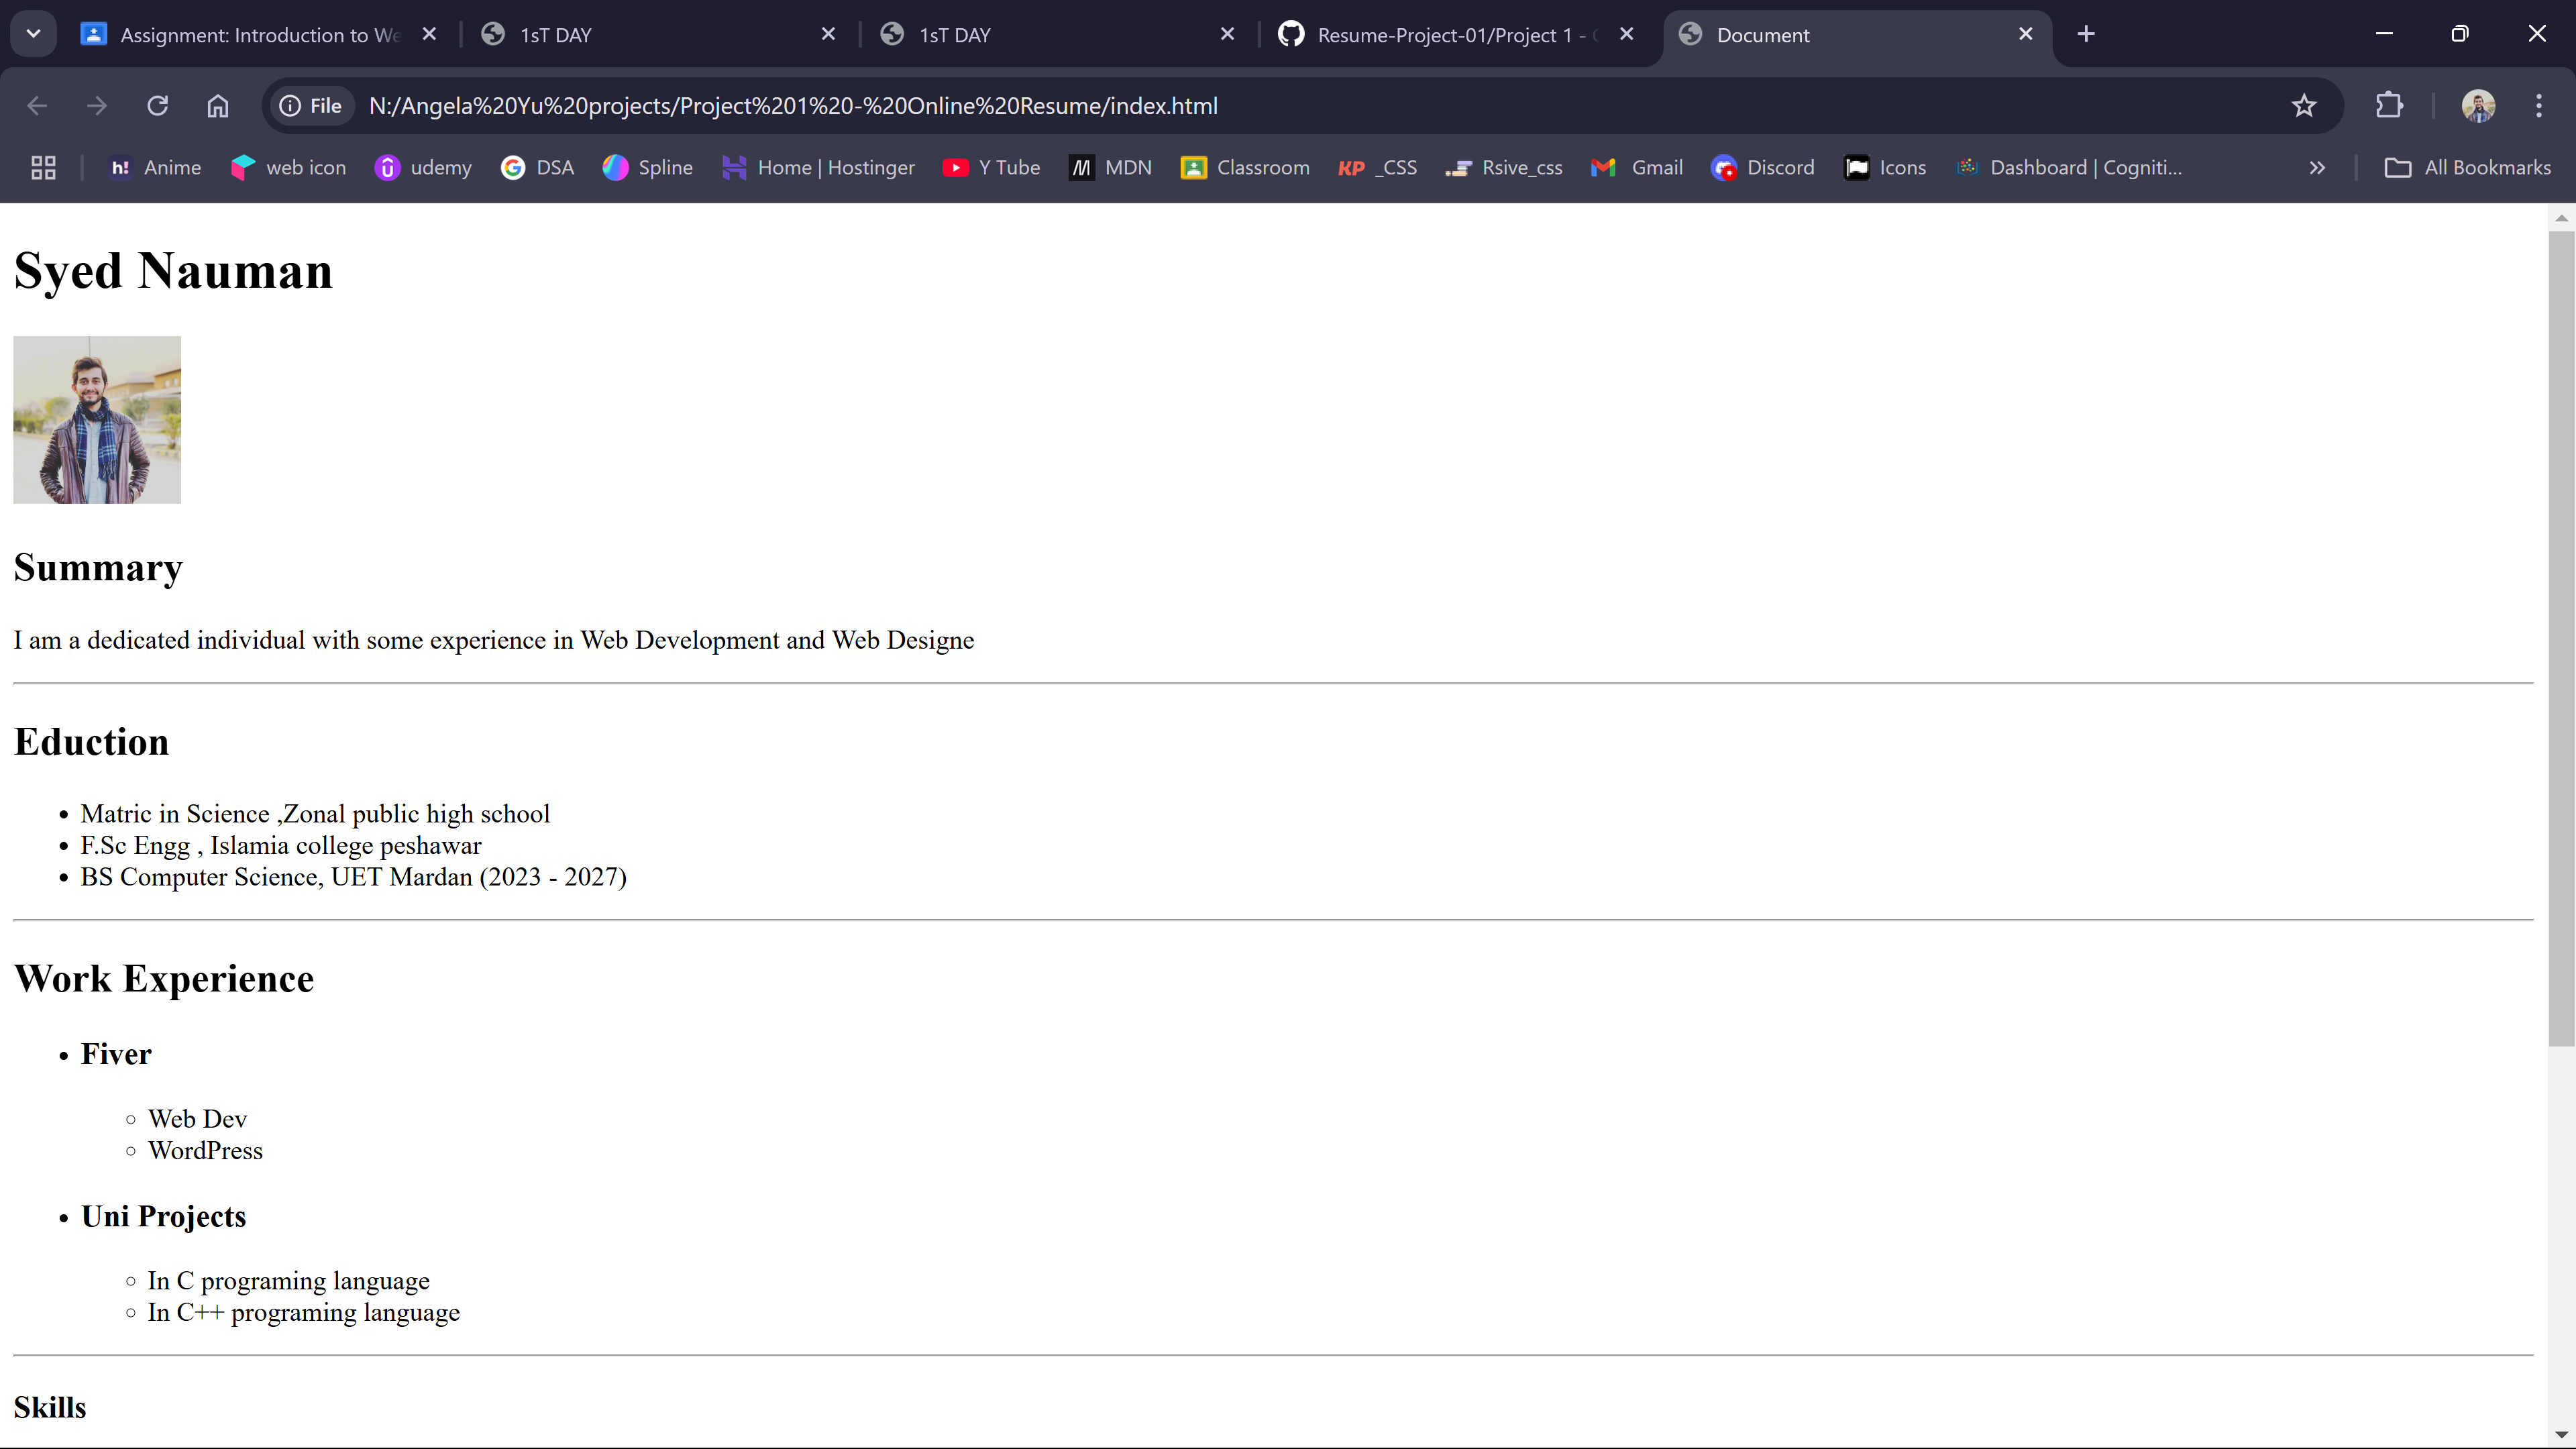 Assignment: Introduction to We
1sT DAY
1sT DAY
Resume-Project-01/Project 1 -
Document
File
N:/Angela%20Yu%20projects/Project%201%20-%20Online%20Resume/index.html
h! Anime
web icon
udemy
DSA
Spline
Home | Hostinger
Y Tube
MDN
Classroom
KP _CSS
Rsive_css
Gmail
Discord
Icons
Dashboard | Cogniti...
All Bookmarks
Syed Nauman
Summary
I am a dedicated individual with some experience in Web Development and Web Designe
Eduction
Matric in Science ,Zonal public high school
F.Sc Engg , Islamia college peshawar
BS Computer Science, UET Mardan (2023 - 2027)
Work Experience
Fiver
Web Dev
WordPress
Uni Projects
In C programing language
In C++ programing language
Skills